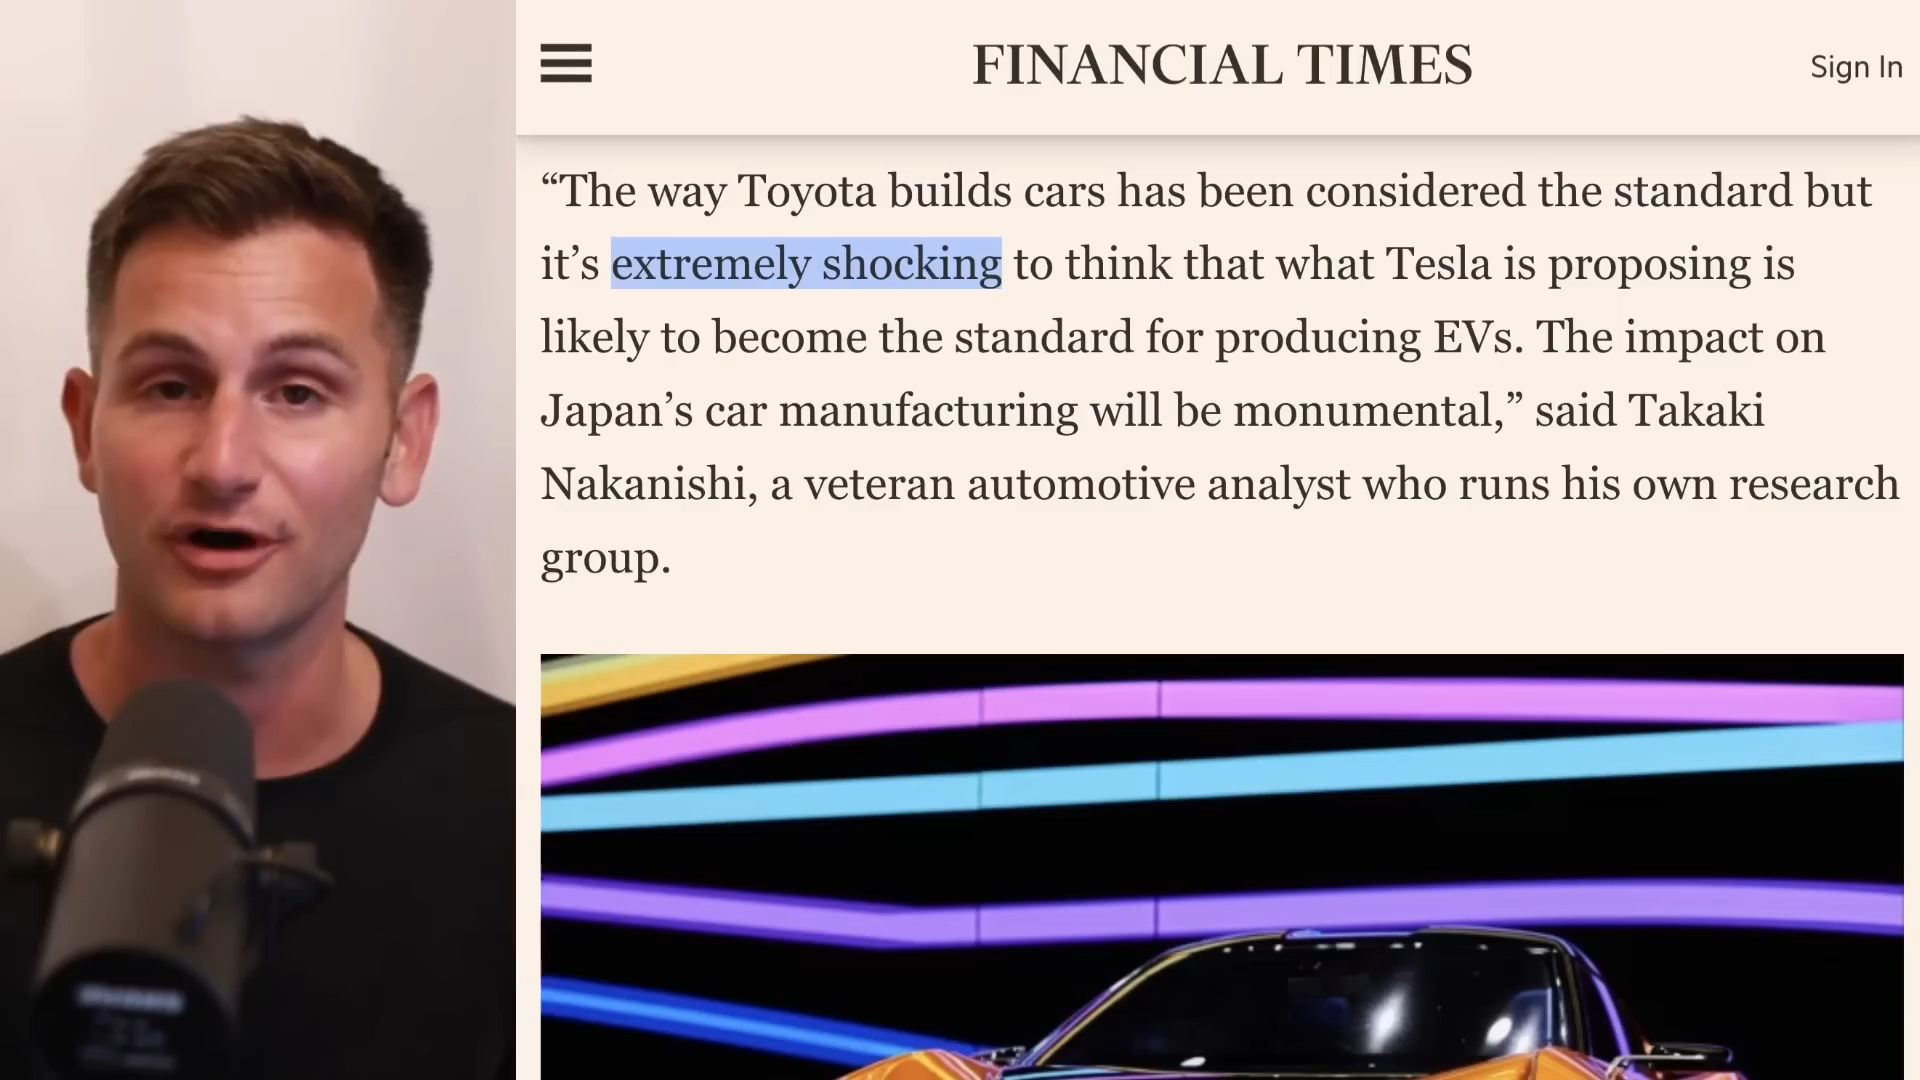 FINANCIAL TIMES
Sign In
“The way Toyota builds cars has been considered the standard but
it’s extremely shocking to think that what Tesla is proposing is
likely to become the standard for producing EVs. The impact on
Japan’s car manufacturing will be monumental,” said Takaki
Nakanishi, a veteran automotive analyst who runs his own research
group.